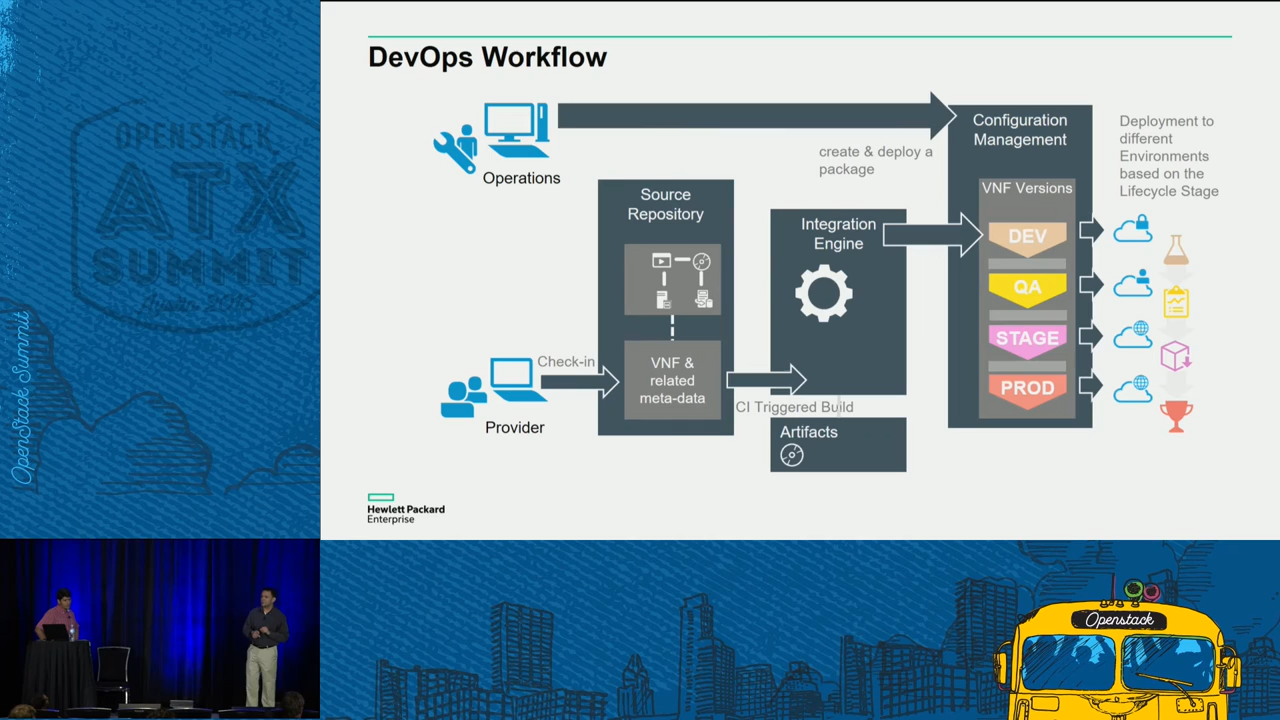 DevOps Workflow
Operations
create & deploy a
package
Configuration
Management
Deployment to
different
Environments
based on the
Lifecycle Stage
Source
Repository
VNF Versions
Integration
Engine
DEV
QA
STAGE
PROD
Check-in
VNF &
related
meta-data
Provider
CI Triggered Build
Artifacts
Hewlett Packard
Enterprise
OPENSTACK
ATX
SUMMIT
OpenStack Summit
Openstack